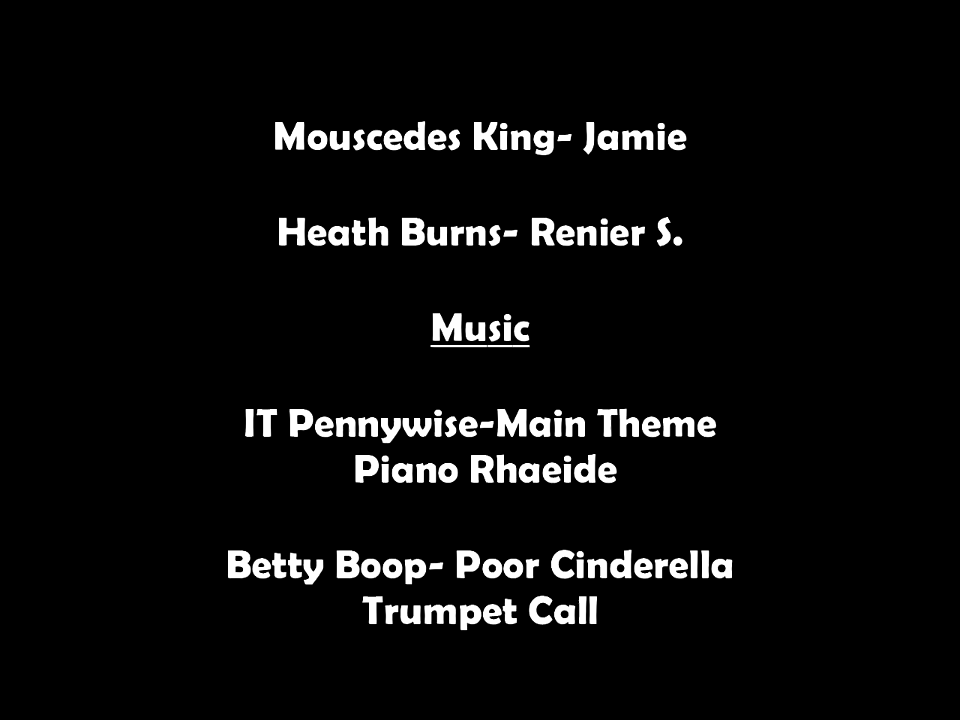 Mouscedes King- Jamie
Heath Burns- Renier S.
Music
IT Pennywise-Main Theme
Piano Rhaeide
Betty Boop- Poor Cinderella
Trumpet Call